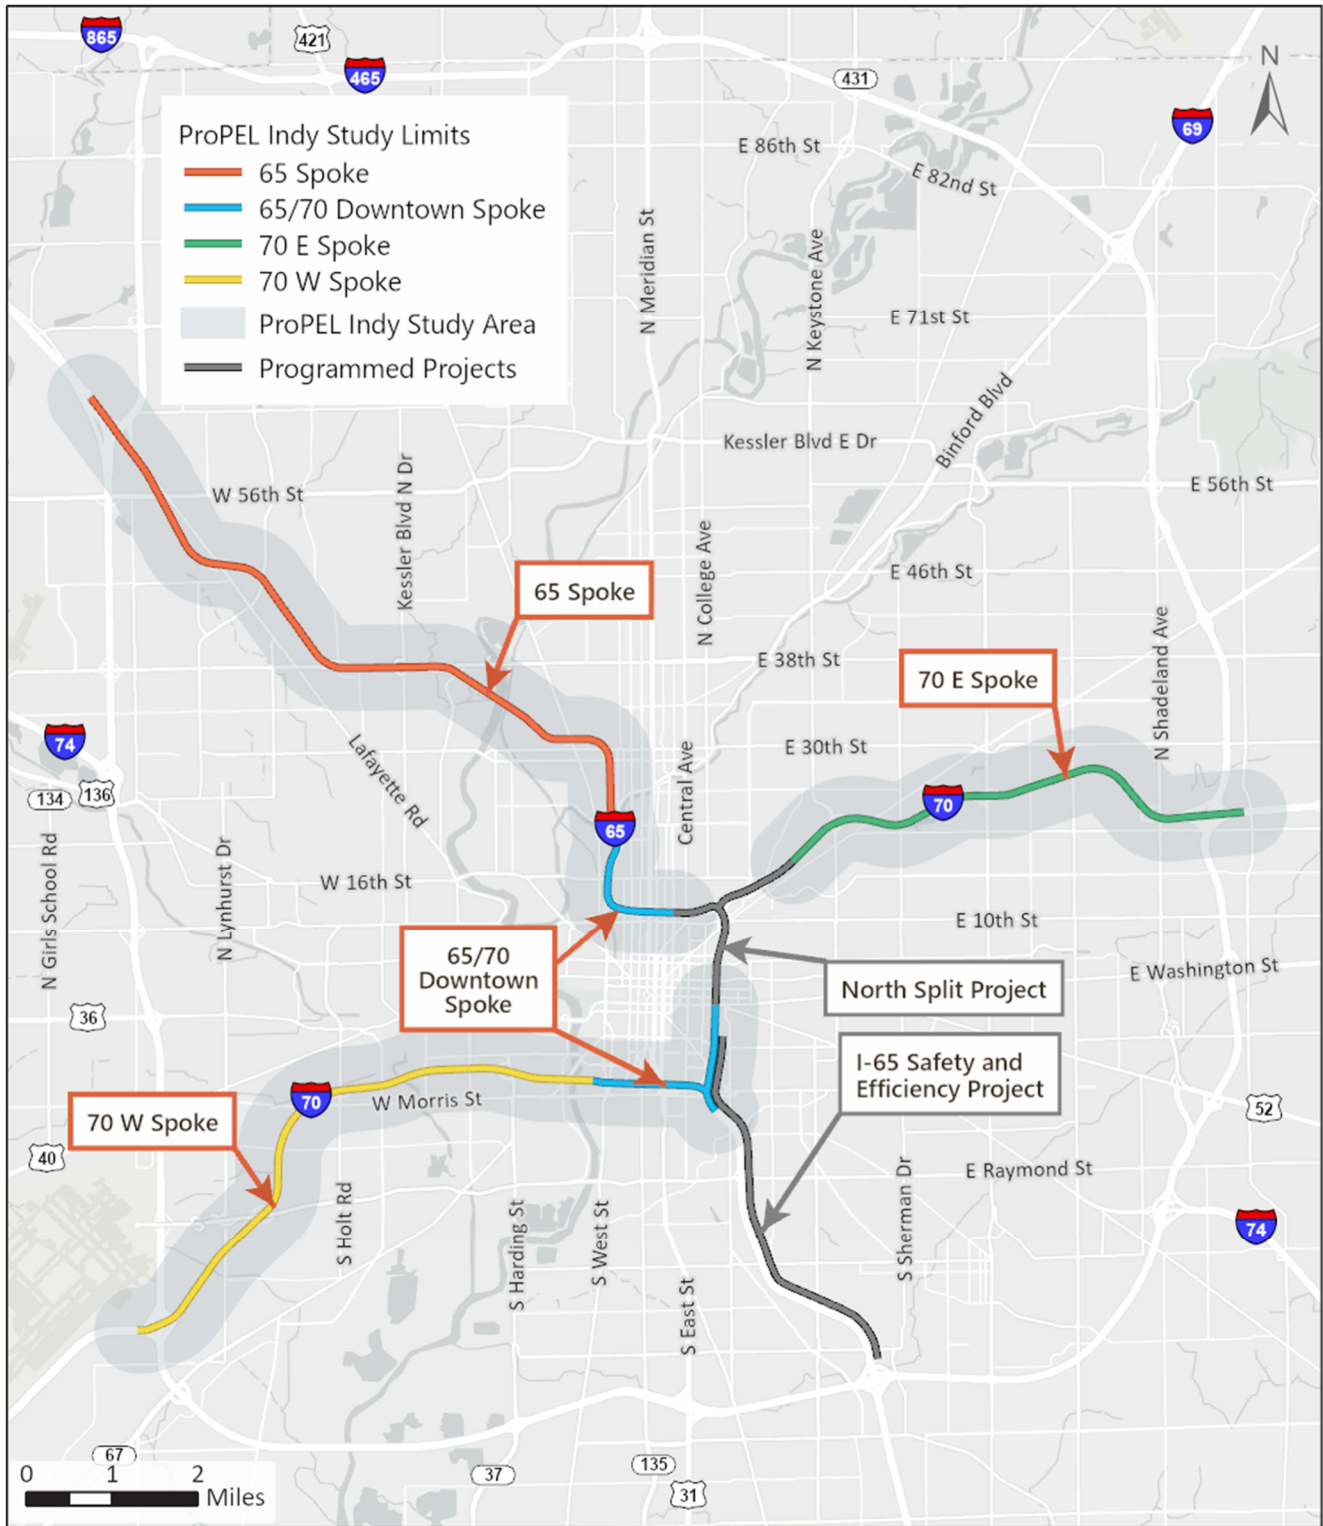 865
421
465
431
N
69
ProPEL Indy Study Limits
65 Spoke
65/70 Downtown Spoke
70 E Spoke
70 W Spoke
ProPEL Indy Study Area
Programmed Projects
E 86th St
E 82nd St
N Meridian St
N Keystone Ave
E 71st St
Binford Blvd
Kessler Blvd E Dr
W 56th St
Kessler Blvd N Dr
E 56th St
N College Ave
E 46th St
65 Spoke
N Shadeland Ave
E 38th St
70 E Spoke
74
Lafayette Rd
Central Ave
E 30th St
134
136
70
65
N Girls School Rd
N Lynhurst Dr
W 16th St
E 10th St
65/70
Downtown
Spoke
North Split Project
E Washington St
36
I-65 Safety and
Efficiency Project
70
W Morris St
70 W Spoke
52
40
E Raymond St
S Holt Rd
S Harding St
S West St
S East St
S Sherman Dr
74
67
0 1 2
Miles
37
135
31